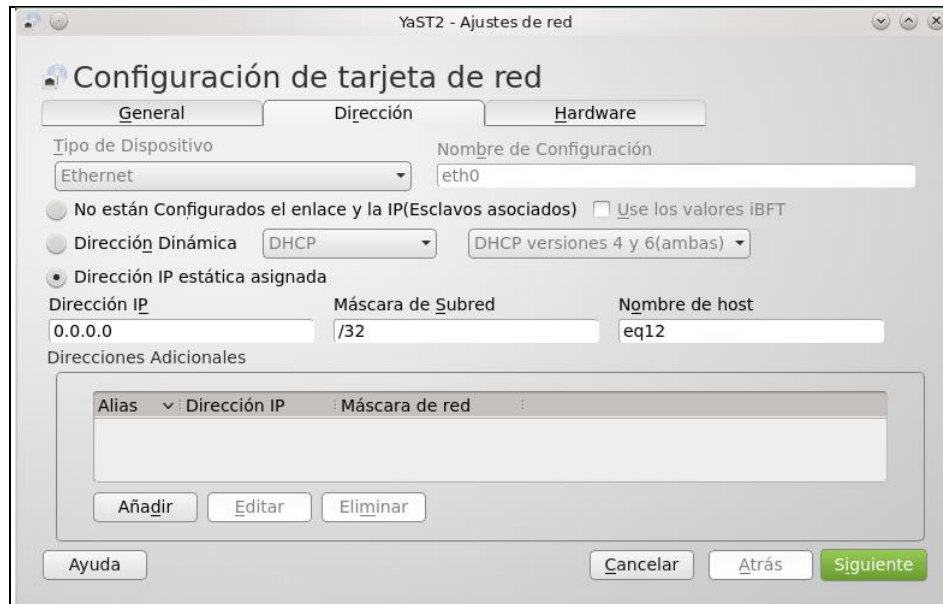 YaST2 - Ajustes de red
Configuración de tarjeta de red
General Dirección Hardware
Tipo de Dispositivo Nombre de Configuración
Ethernet eth0
No están Configurados el enlace y la IP(Esclavos asociados) Use los valores iBFT
Dirección Dinámica DHCP DHCP versiones 4 y 6(ambas)
Dirección IP estática asignada
Dirección IP Máscara de Subred Nombre de host
0.0.0.0 /32 eq12
Direcciones Adicionales
Alias Dirección IP Máscara de red
Añadir Editar Eliminar
Ayuda Cancelar Atrás Siguiente